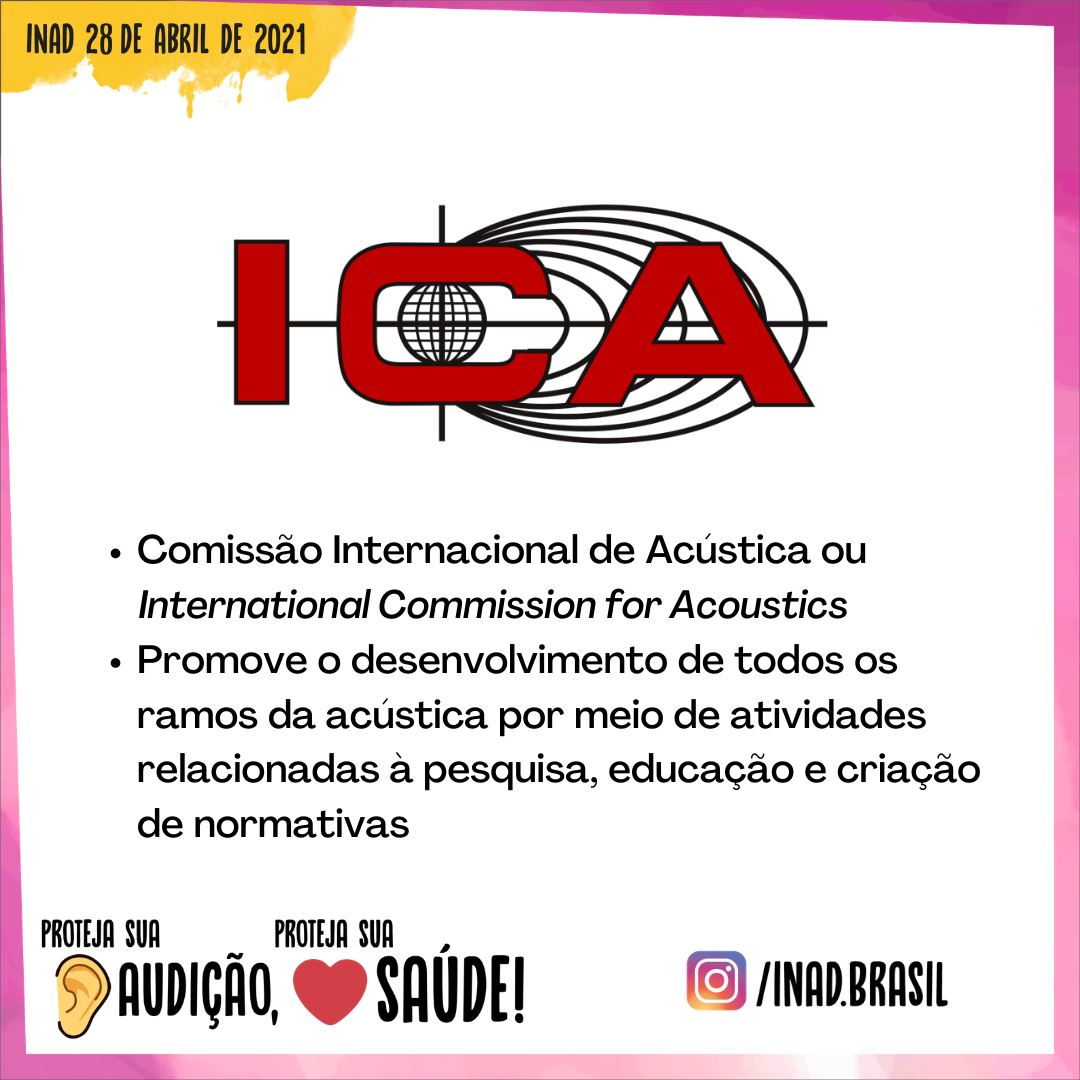 INAD 28 DE ABRIL DE 2021
ICA
• Comissão Internacional de Acústica ou
International Commission for Acoustics
• Promove o desenvolvimento de todos os
ramos da acústica por meio de atividades
relacionadas à pesquisa, educação e criação
de normativas
PROTEJA SUA
AUDIÇÃO,
PROTEJA SUA
SAÚDE!
/INAD.BRASIL